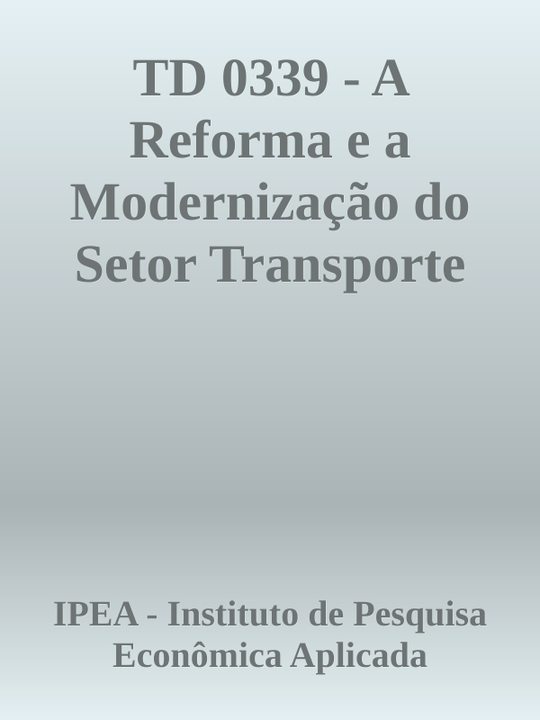 TD 0339 - A
Reforma e a
Modernização do
Setor Transporte
IPEA - Instituto de Pesquisa
Econômica Aplicada